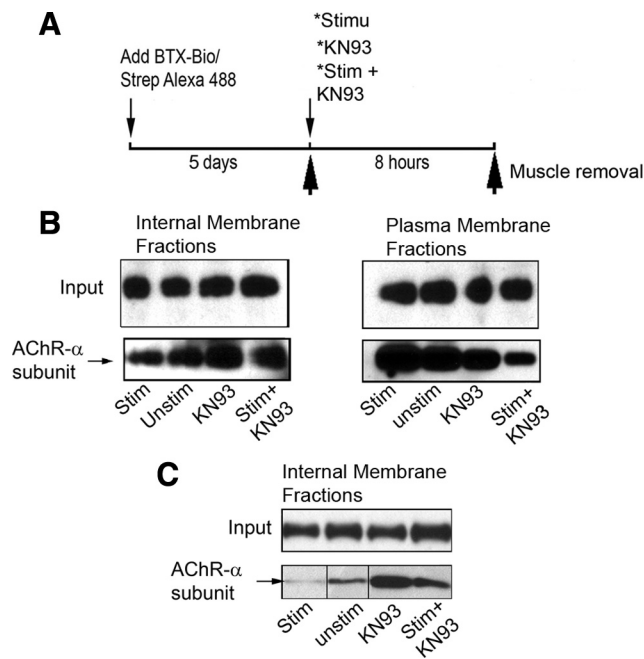 A
Add BTX-Bio/
Strep Alexa 488
*Stimu
*KN93
*Stim +
KN93
5 days
8 hours
Muscle removal
B
Internal Membrane
Fractions
Plasma Membrane
Fractions
Input
AChR-α
subunit
Stim
Unstim
KN93
Stim+
KN93
Stim
unstim
KN93
Stim+
KN93
C
Internal Membrane
Fractions
Input
AChR-α
subunit
Stim
unstim
KN93
Stim+
KN93